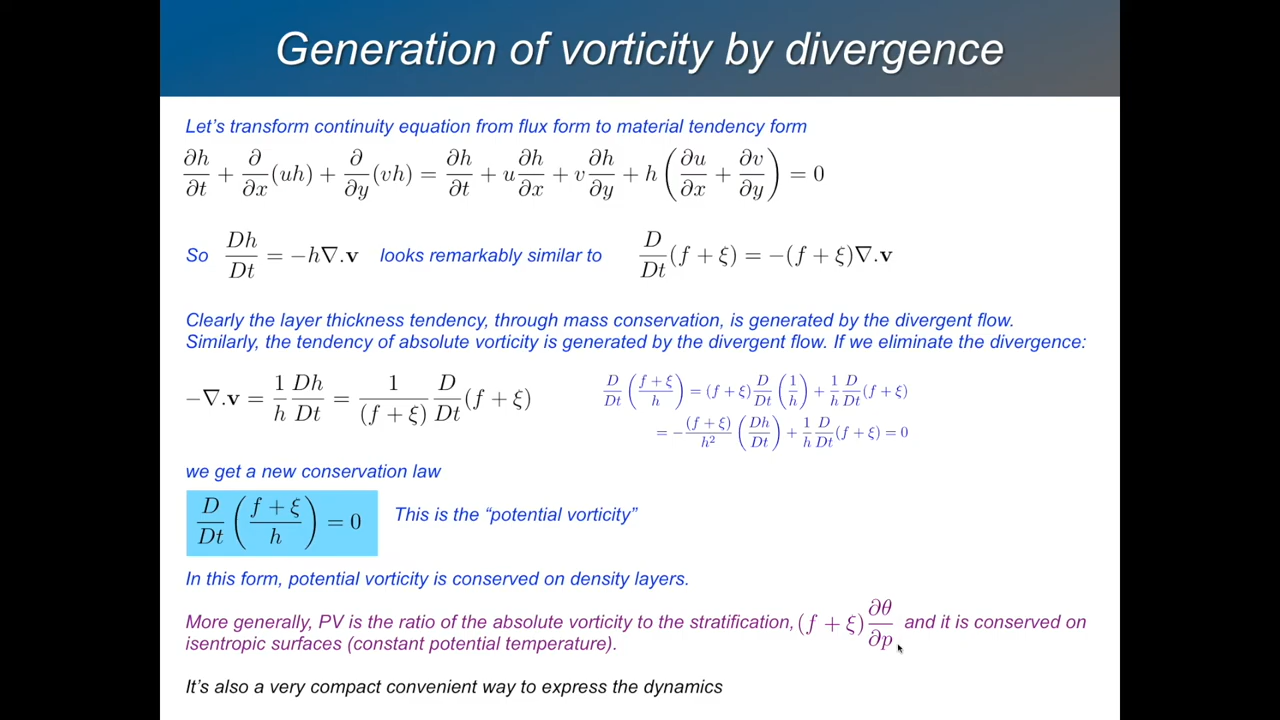 Generation of vorticity by divergence
Let's transform continuity equation from flux form to material tendency form
∂h/∂t + ∂/∂x (uh) + ∂/∂y (vh) = ∂h/∂t + u ∂h/∂x + v ∂h/∂y + h (∂u/∂x + ∂v/∂y) = 0
So Dh/Dt = −h∇.v looks remarkably similar to D/Dt (f + ξ) = −(f + ξ)∇.v
Clearly the layer thickness tendency, through mass conservation, is generated by the divergent flow.
Similarly, the tendency of absolute vorticity is generated by the divergent flow. If we eliminate the divergence:
−∇.v = 1/h Dh/Dt = 1/(f + ξ) D/Dt (f + ξ)
D/Dt ((f + ξ)/h) = (f + ξ) D/Dt (1/h) + 1/h D/Dt (f + ξ)
= −(f + ξ)/h² (Dh/Dt) + 1/h D/Dt (f + ξ) = 0
we get a new conservation law
D/Dt ((f + ξ)/h) = 0 This is the “potential vorticity”
In this form, potential vorticity is conserved on density layers.
More generally, PV is the ratio of the absolute vorticity to the stratification, (f + ξ) ∂θ/∂p and it is conserved on
isentropic surfaces (constant potential temperature).
It's also a very compact convenient way to express the dynamics